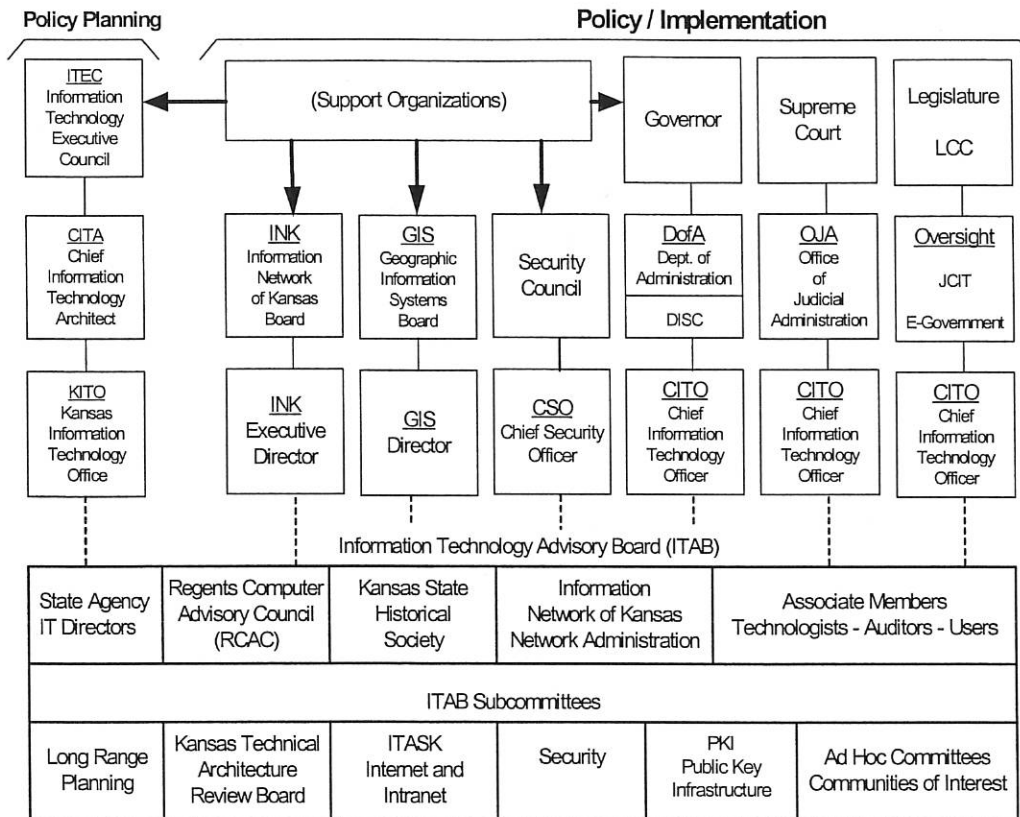 Policy Planning
Policy / Implementation
ITEC
Information
Technology
Executive
Council
(Support Organizations)
Governor
Supreme
Court
Legislature
LCC
CITA
Chief
Information
Technology
Architect
INK
Information
Network
of Kansas
Board
GIS
Geographic
Information
Systems
Board
Security
Council
DofA
Dept. of
Administration
DISC
OJA
Office
of
Judicial
Administration
Oversight
JCIT
E-Government
KITO
Kansas
Information
Technology
Office
INK
Executive
Director
GIS
Director
CSO
Chief Security
Officer
CITO
Chief
Information
Technology
Officer
CITO
Chief
Information
Technology
Officer
CITO
Chief
Information
Technology
Officer
Information Technology Advisory Board (ITAB)
State Agency
IT Directors
Regents Computer
Advisory Council
(RCAC)
Kansas State
Historical
Society
Information
Network of Kansas
Network Administration
Associate Members
Technologists - Auditors - Users
ITAB Subcommittees
Long Range
Planning
Kansas Technical
Architecture
Review Board
ITASK
Internet and
Intranet
Security
PKI
Public Key
Infrastructure
Ad Hoc Committees
Communities of Interest